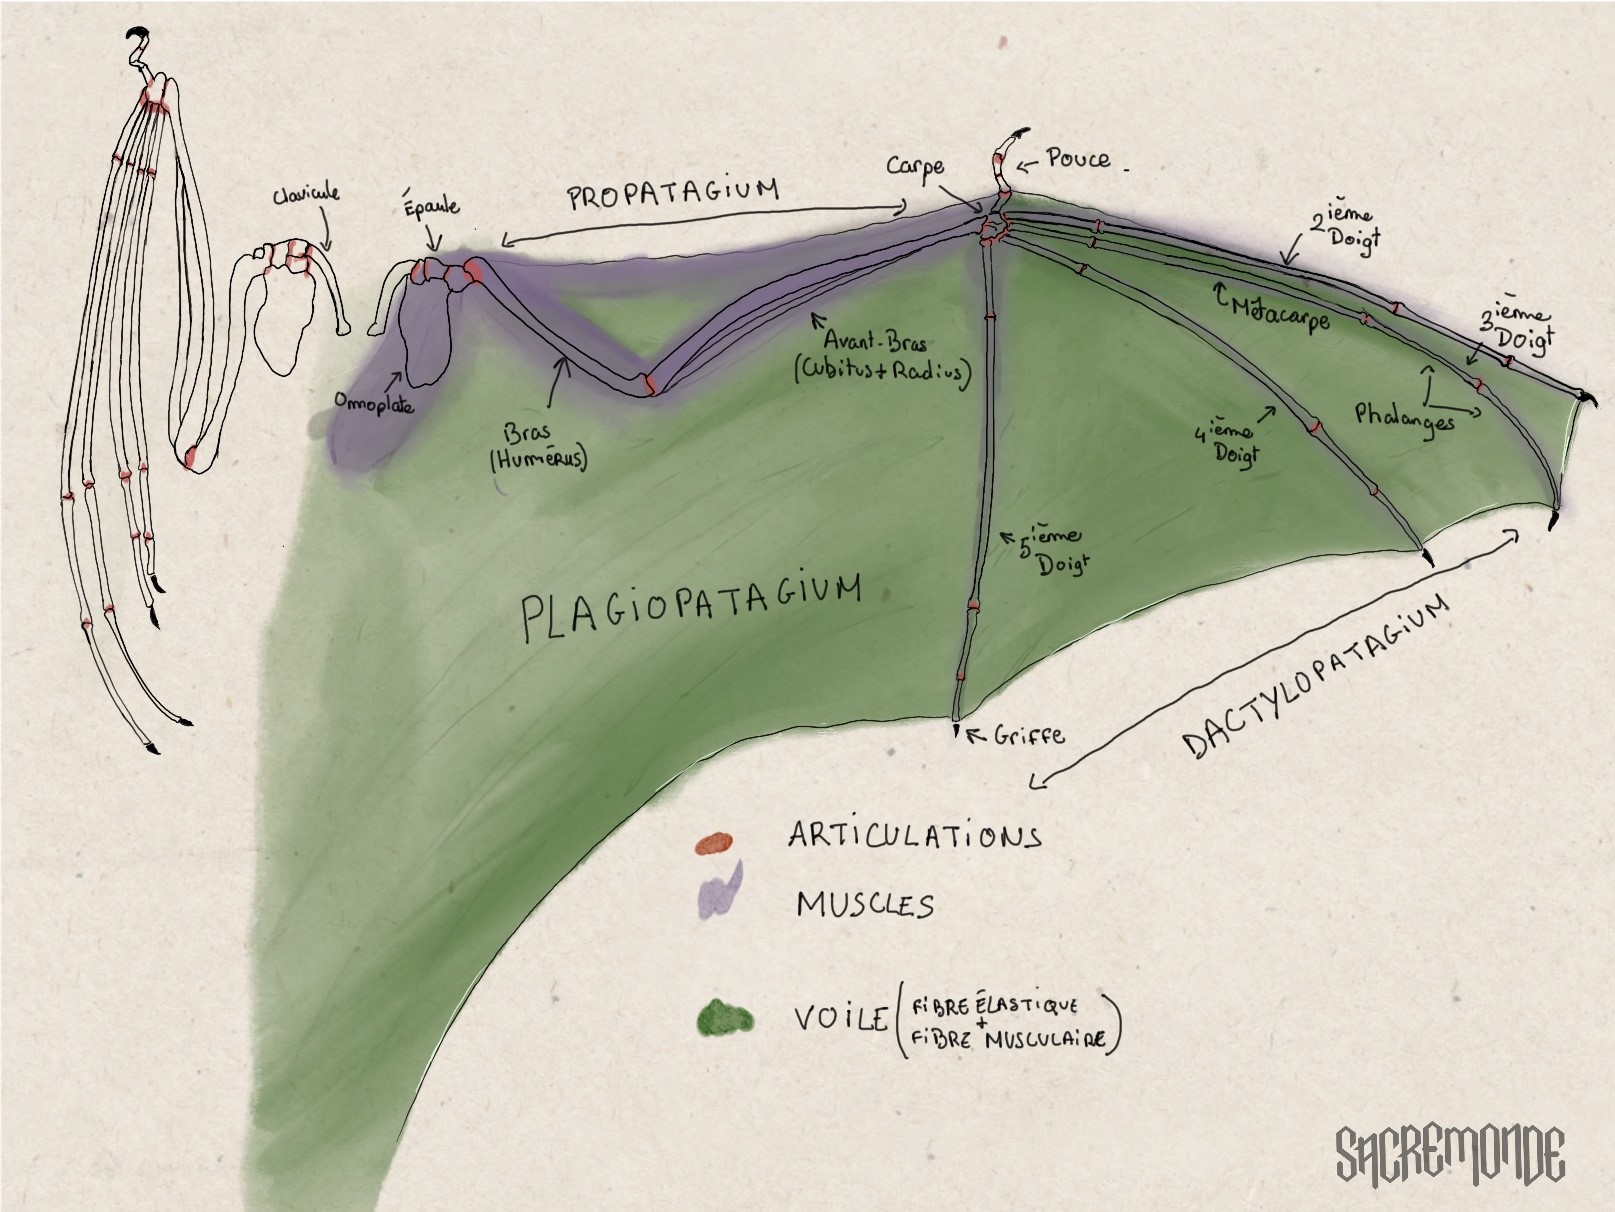 Clavicule
Épaule
PROPATAGIUM
Carpe
Pouce
2ième
Doigt
Métacarpe
3ième
Doigt
Avant-Bras
(Cubitus + Radius)
Omoplate
Bras
(Humérus)
Phalanges
4ième
Doigt
5ième
Doigt
PLAGIOPATAGIUM
Griffe
DACTYLOPATAGIUM
ARTICULATIONS
MUSCLES
VOILE (FIBRE ÉLASTIQUE
+
FIBRE MUSCULAIRE)
SACREMONDE